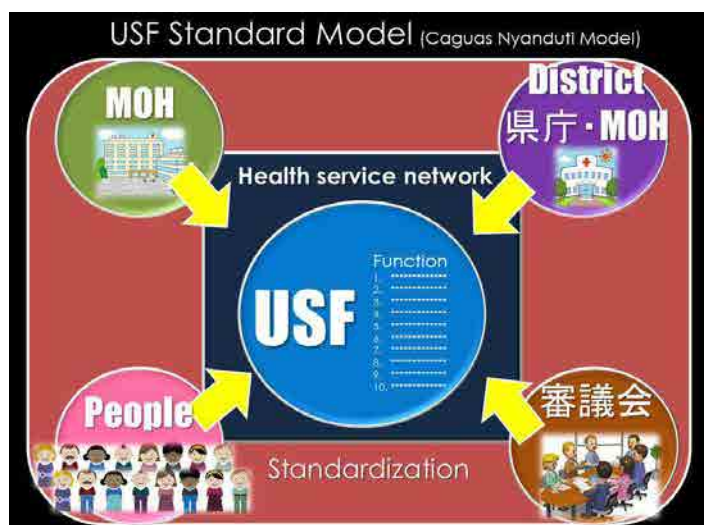 USF Standard Model (Caguas Nyanduti Model)
MOH
District
県庁・MOH
Health service network
USF
Function
1. ************
2. ************
3. ************
4. ************
5. ************
6. ************
7. ************
8. ************
9. ************
10. ************
People
審議会
Standardization